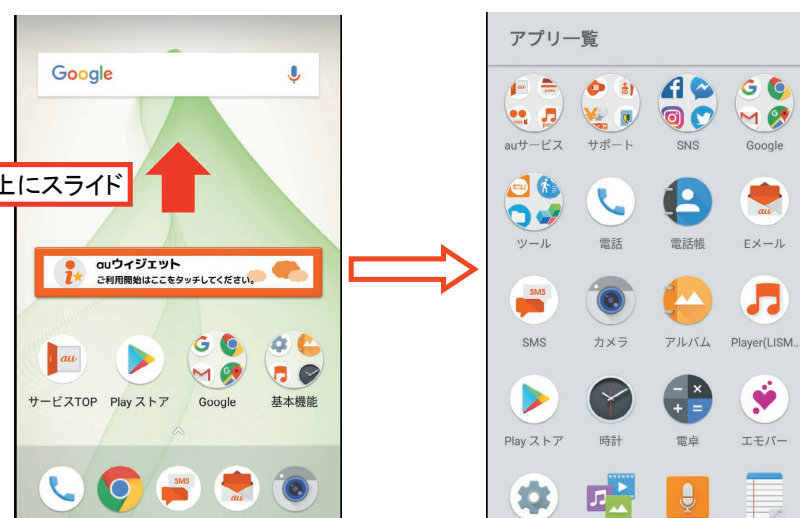 Google
上にスライド
auウィジェット
ご利用開始はここをタッチしてください。
au
サービスTOP
Play ストア
Google
基本機能
SMS
au
アプリ一覧
auサービス
サポート
SNS
Google
au
ツール
電話
電話帳
Eメール
SMS
SMS
カメラ
アルバム
Player(LISM..
Play ストア
時計
電卓
エモパー